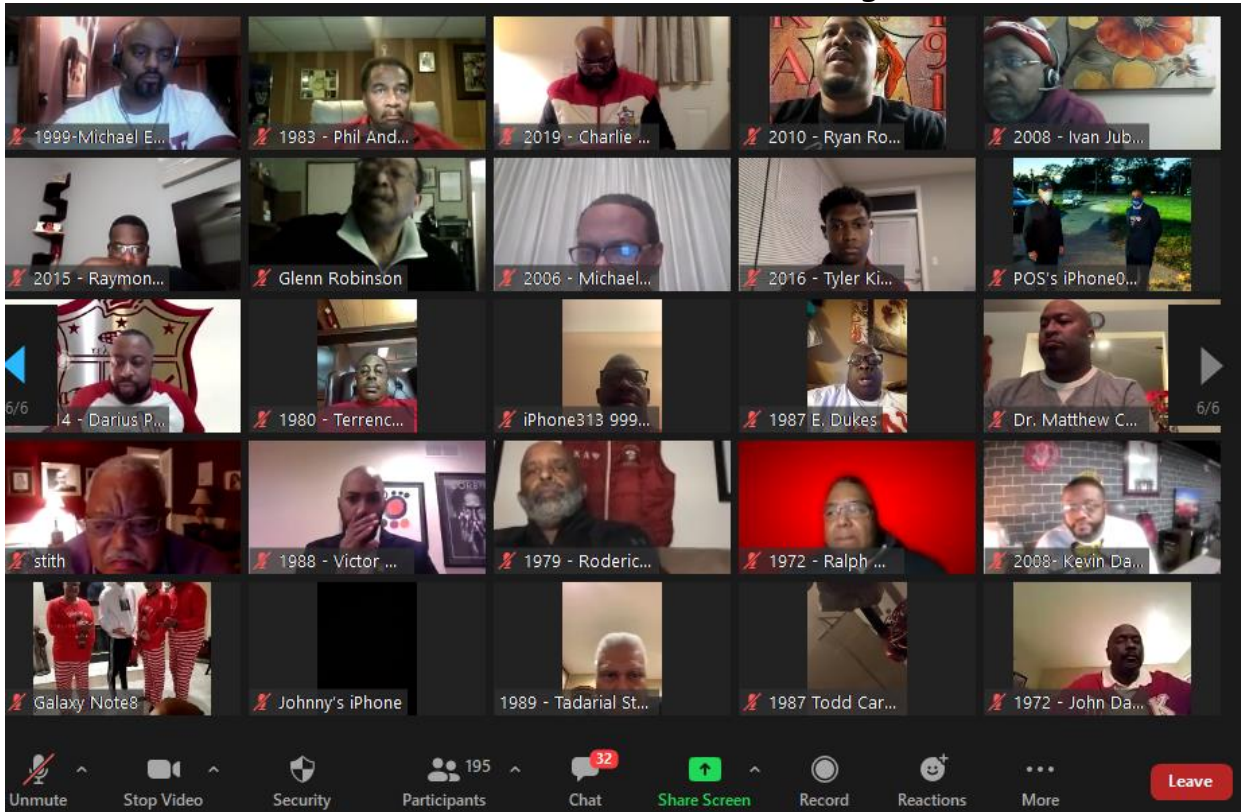 1999-Michael E...
1983 - Phil And...
2019 - Charlie ...
2010 - Ryan Ro...
2008 - Ivan Jub...
2015 - Raymon...
Glenn Robinson
2006 - Michael...
2016 - Tyler Ki...
POS's iPhone0...
6/6
14 - Darius P...
1980 - Terrenc...
iPhone313 999...
1987 E. Dukes
Dr. Matthew C...
6/6
stith
1988 - Victor ...
ΚΑΨ
1979 - Roderic...
1972 - Ralph ...
2008- Kevin Da...
Galaxy Note8
Johnny's iPhone
1989 - Tadarial St...
1987 Todd Car...
K
1972 - John Da...
195
32
Unmute
Stop Video
Security
Participants
Chat
Share Screen
Record
Reactions
More
Leave